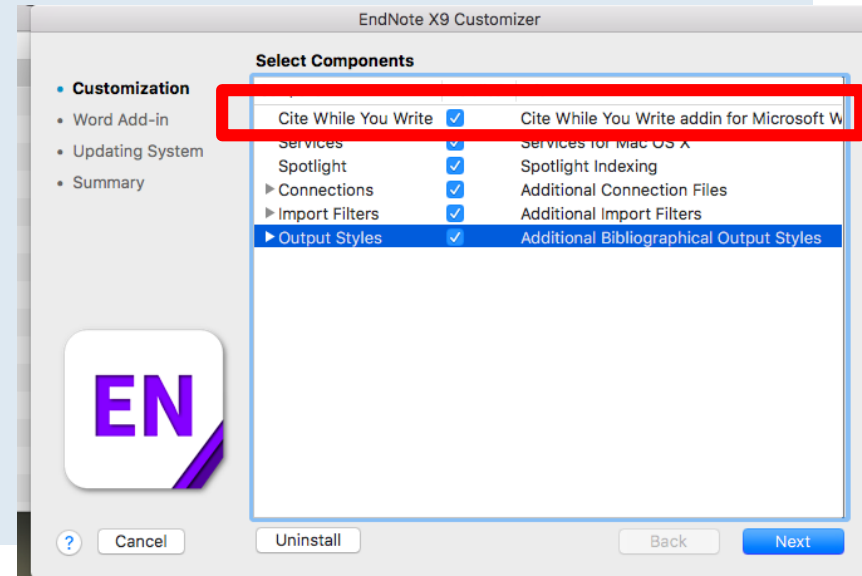 EndNote X9 Customizer
Select Components
Customization
Word Add-in
Updating System
Summary
Cite While You Write Cite While You Write addin for Microsoft W
Services Services for Mac OS X
Spotlight Spotlight Indexing
Connections Additional Connection Files
Import Filters Additional Import Filters
Output Styles Additional Bibliographical Output Styles
EN
? Cancel Uninstall Back Next